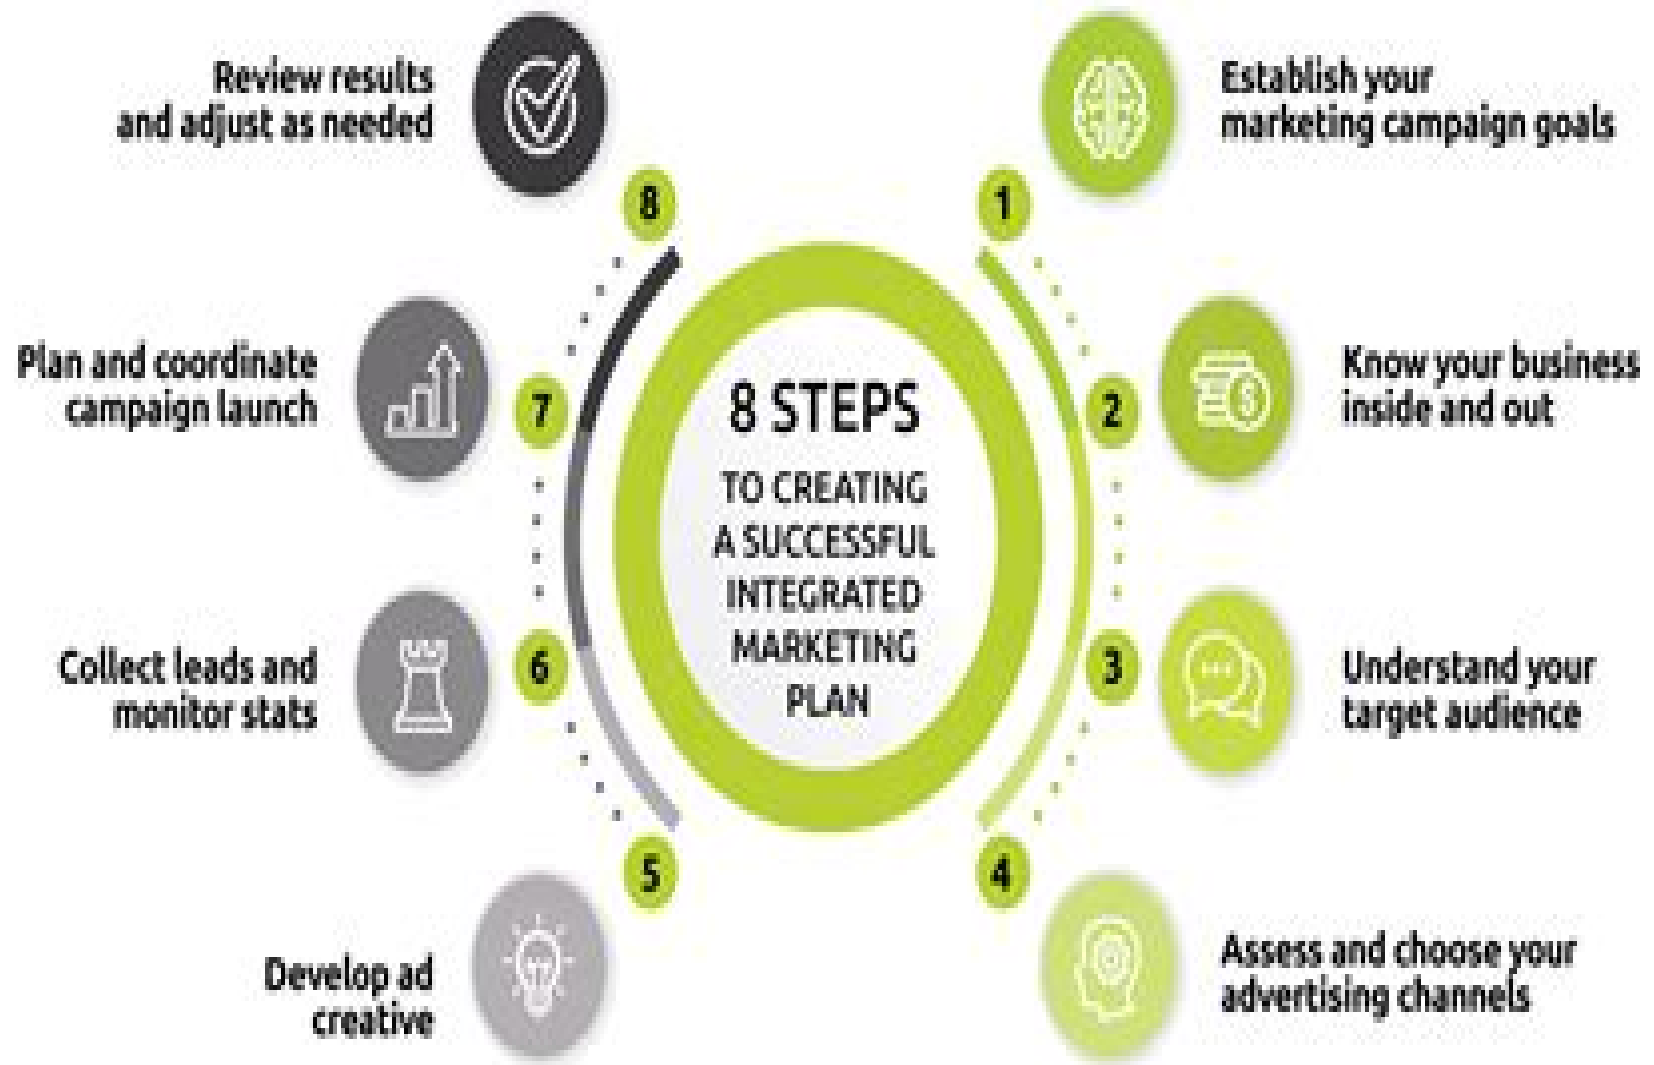 8 STEPS
TO CREATING
A SUCCESSFUL
INTEGRATED
MARKETING
PLAN
1
Establish your
marketing campaign goals
2
Know your business
inside and out
3
Understand your
target audience
4
Assess and choose your
advertising channels
5
Develop ad
creative
6
Collect leads and
monitor stats
7
Plan and coordinate
campaign launch
8
Review results
and adjust as needed